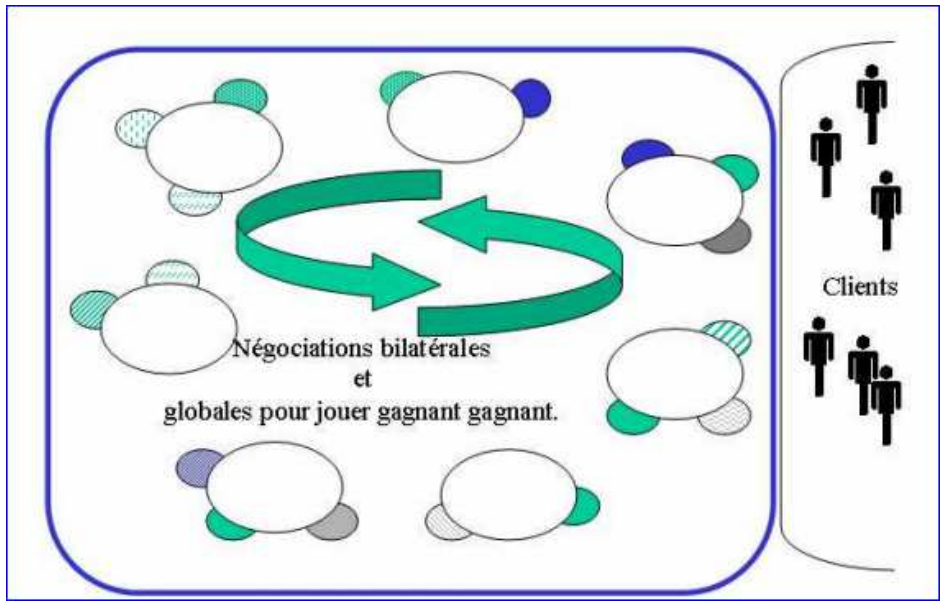 Clients
Négociations bilatérales
et
globales pour jouer gagnant gagnant.